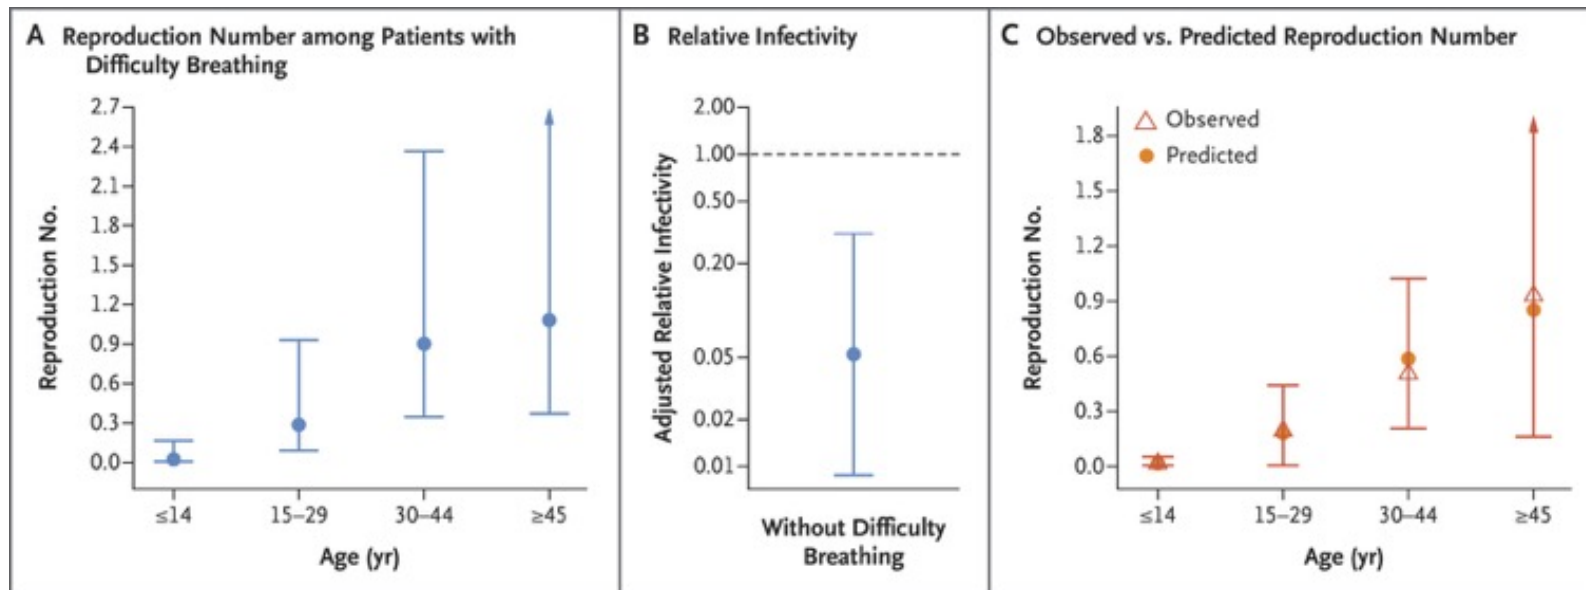 A Reproduction Number among Patients with
Difficulty Breathing
2.7
2.4
2.1
1.8
1.5
1.2
0.9
0.6
0.3
0.0
Reproduction No.
≤14 15–29 30–44 ≥45
Age (yr)
B Relative Infectivity
2.00
1.00
0.50
0.20
0.05
0.02
0.01
Adjusted Relative Infectivity
Without Difficulty
Breathing
C Observed vs. Predicted Reproduction Number
Observed
Predicted
1.8
1.5
1.2
0.9
0.6
0.3
0.0
Reproduction No.
≤14 15–29 30–44 ≥45
Age (yr)